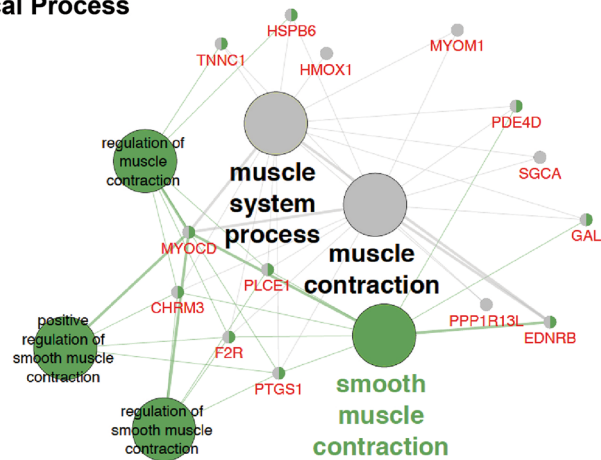 cal Process
HSPB6
TNNC1
HMOX1
MYOM1
PDE4D
regulation of
muscle
contraction
muscle
system
process
SGCA
GAL
MYOCD
muscle
contraction
PLCE1
CHRM3
PPP1R13L
EDNRB
positive
regulation of
smooth muscle
contraction
F2R
PTGS1
smooth
muscle
contraction
regulation of
smooth muscle
contraction